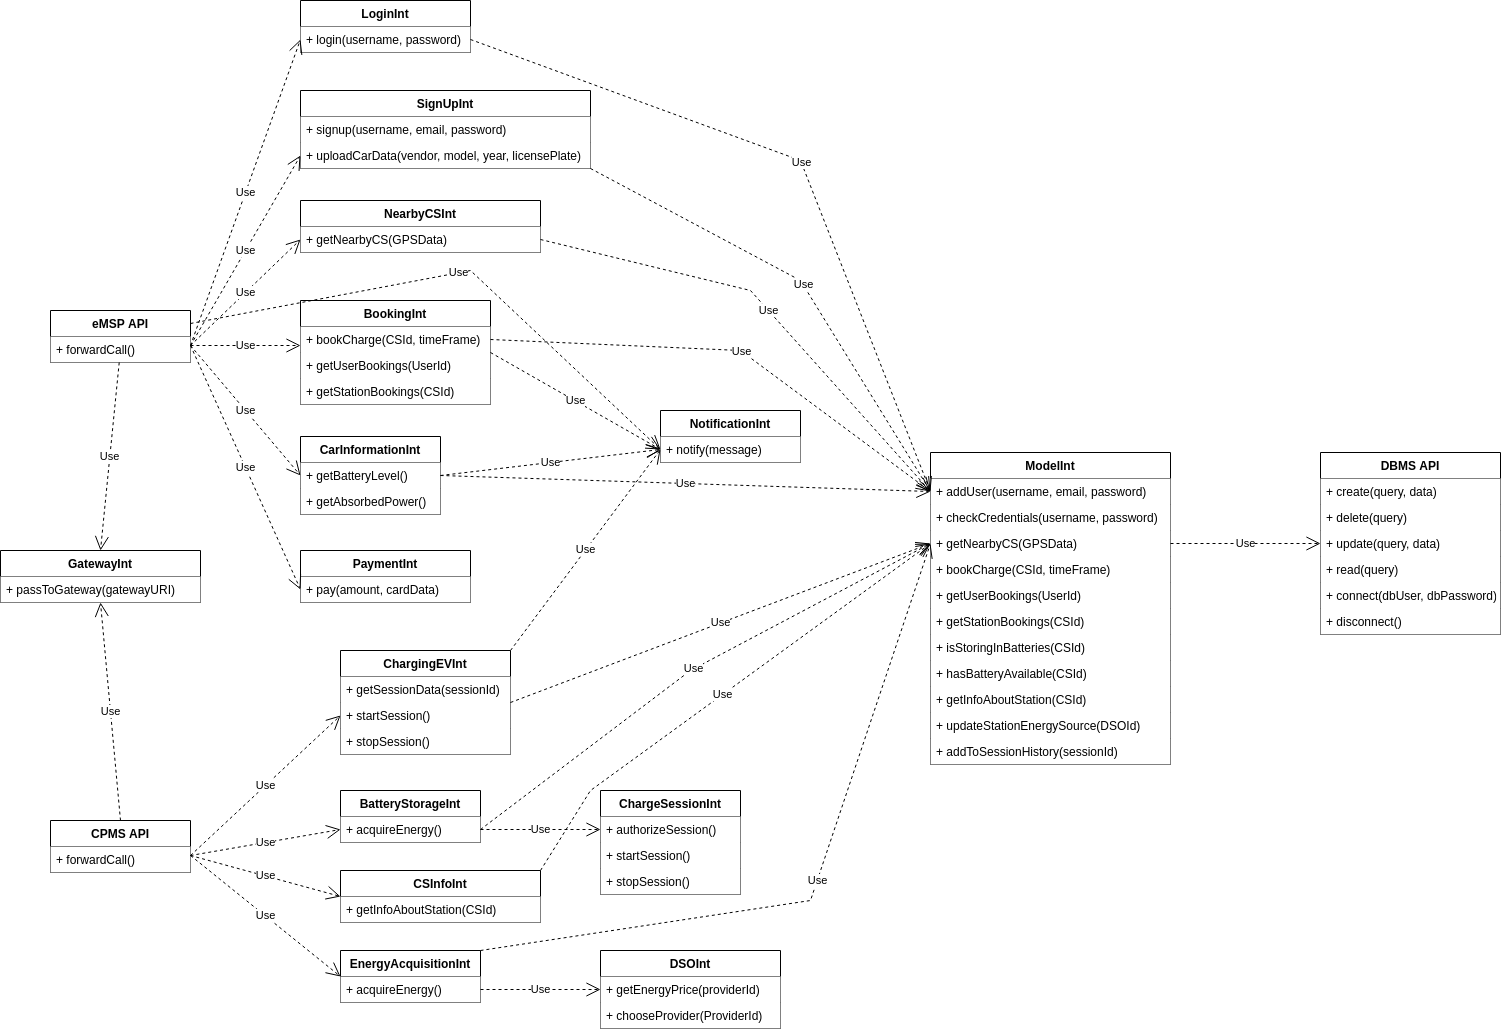 LoginInt
+ login(username, password)
SignUpInt
+ signup(username, email, password)
+ uploadCarData(vendor, model, year, licensePlate)
Use
Use
NearbyCSInt
+ getNearbyCS(GPSData)
Use
Use
Use
Use
Use
eMSP API
+ forwardCall()
BookingInt
+ bookCharge(CSId, timeFrame)
+ getUserBookings(UserId)
+ getStationBookings(CSId)
Use
Use
Use
Use
Use
CarInformationInt
+ getBatteryLevel()
+ getAbsorbedPower()
NotificationInt
+ notify(message)
Use
Use
Use
Use
ModelInt
+ addUser(username, email, password)
+ checkCredentials(username, password)
+ getNearbyCS(GPSData)
+ bookCharge(CSId, timeFrame)
+ getUserBookings(UserId)
+ getStationBookings(CSId)
+ isStoringInBatteries(CSId)
+ hasBatteryAvailable(CSId)
+ getInfoAboutStation(CSId)
+ updateStationEnergySource(DSOId)
+ addToSessionHistory(sessionId)
Use
DBMS API
+ create(query, data)
+ delete(query)
+ update(query, data)
+ read(query)
+ connect(dbUser, dbPassword)
+ disconnect()
GatewayInt
+ passToGateway(gatewayURI)
PaymentInt
+ pay(amount, cardData)
Use
Use
Use
Use
Use
ChargingEVInt
+ getSessionData(sessionId)
+ startSession()
+ stopSession()
Use
CPMS API
+ forwardCall()
Use
Use
Use
BatteryStorageInt
+ acquireEnergy()
Use
ChargeSessionInt
+ authorizeSession()
+ startSession()
+ stopSession()
CSInfoInt
+ getInfoAboutStation(CSId)
Use
EnergyAcquisitionInt
+ acquireEnergy()
Use
DSOInt
+ getEnergyPrice(providerId)
+ chooseProvider(ProviderId)